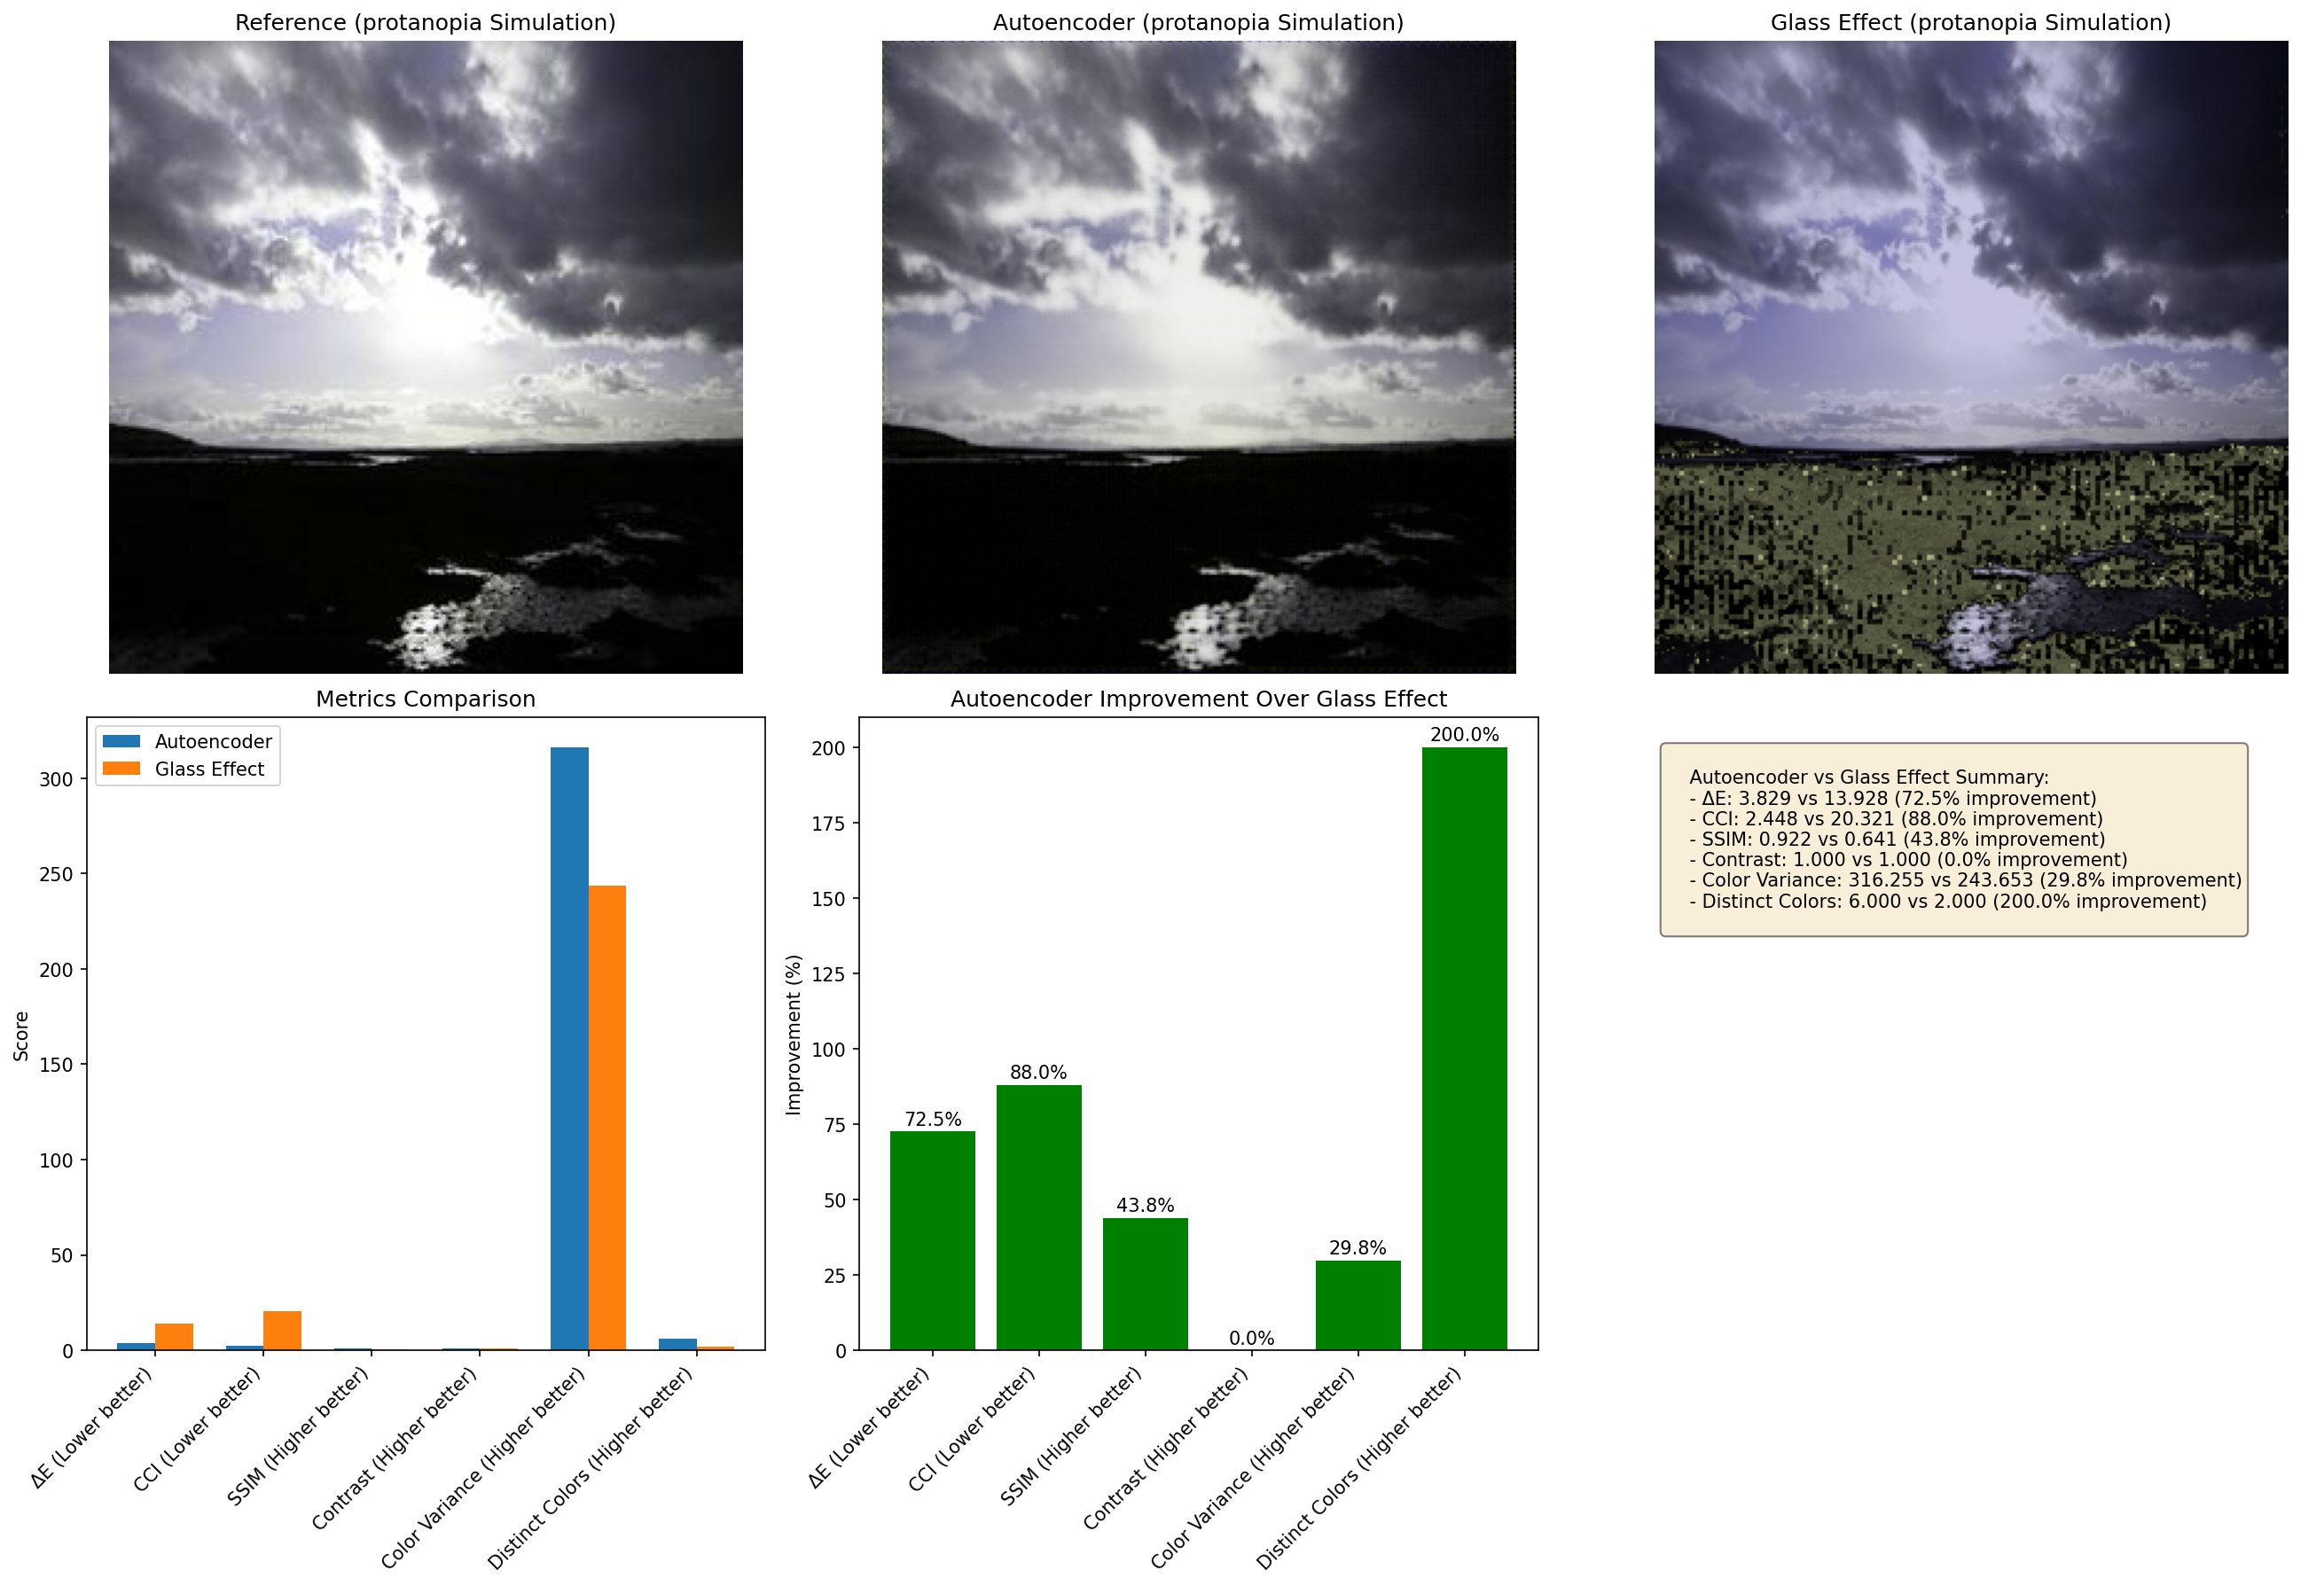 Reference (protanopia Simulation)
Autoencoder (protanopia Simulation)
Glass Effect (protanopia Simulation)
Metrics Comparison
Autoencoder
Glass Effect
Score
300
250
200
150
100
50
0
ΔE (Lower better)
CCI (Lower better)
SSIM (Higher better)
Contrast (Higher better)
Color Variance (Higher better)
Distinct Colors (Higher better)
Autoencoder Improvement Over Glass Effect
Improvement (%)
200
175
150
125
100
75
50
25
0
72.5%
88.0%
43.8%
0.0%
29.8%
200.0%
ΔE (Lower better)
CCI (Lower better)
SSIM (Higher better)
Contrast (Higher better)
Color Variance (Higher better)
Distinct Colors (Higher better)
Autoencoder vs Glass Effect Summary:
- ΔE: 3.829 vs 13.928 (72.5% improvement)
- CCI: 2.448 vs 20.321 (88.0% improvement)
- SSIM: 0.922 vs 0.641 (43.8% improvement)
- Contrast: 1.000 vs 1.000 (0.0% improvement)
- Color Variance: 316.255 vs 243.653 (29.8% improvement)
- Distinct Colors: 6.000 vs 2.000 (200.0% improvement)